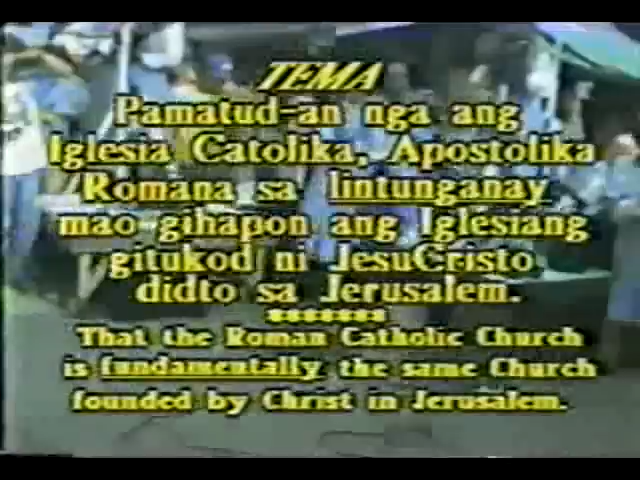 TEMA
Pamatud-an nga ang
Iglesia Catolika, Apostolika
Romana sa lintunganay
mao gihapon ang Iglesiang
gitukod ni JesuCristo
didto sa Jerusalem.
*******
That the Roman Catholic Church
is fundamentally the same Church
founded by Christ in Jerusalem.